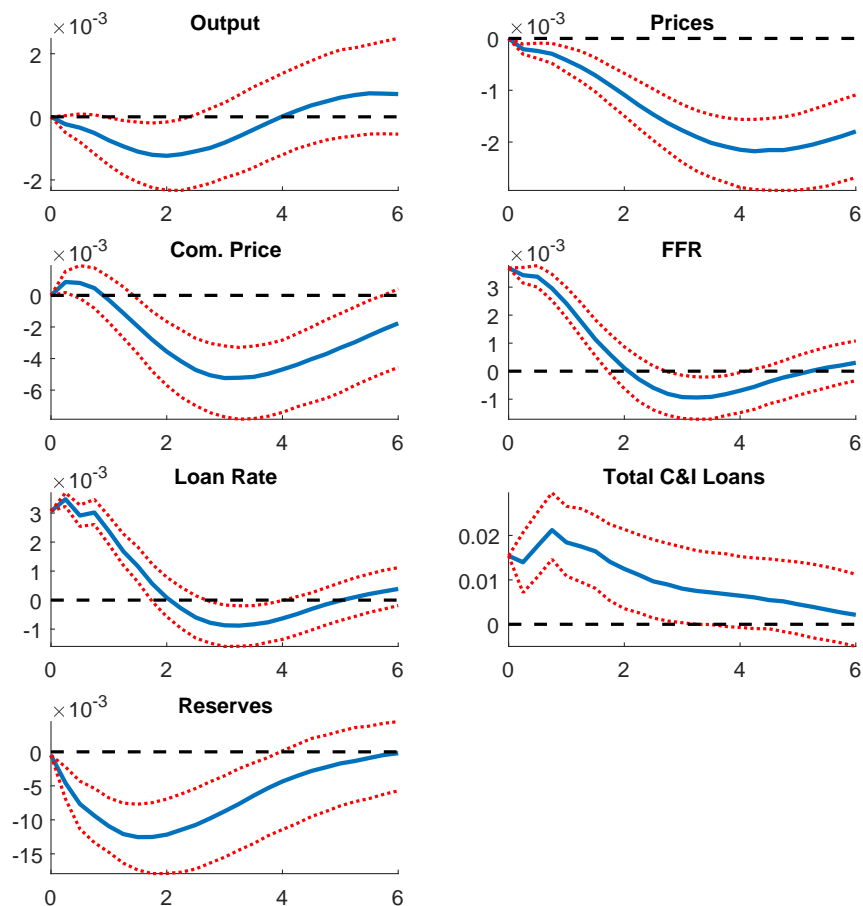 ×10⁻³
Output
2
0
-2
0 2 4 6
×10⁻³
Prices
0
-1
-2
0 2 4 6
×10⁻³
Com. Price
0
-2
-4
-6
0 2 4 6
×10⁻³
FFR
3
2
1
0
-1
0 2 4 6
×10⁻³
Loan Rate
3
2
1
0
-1
0 2 4 6
Total C&I Loans
0.02
0.01
0
0 2 4 6
×10⁻³
Reserves
0
-5
-10
-15
0 2 4 6